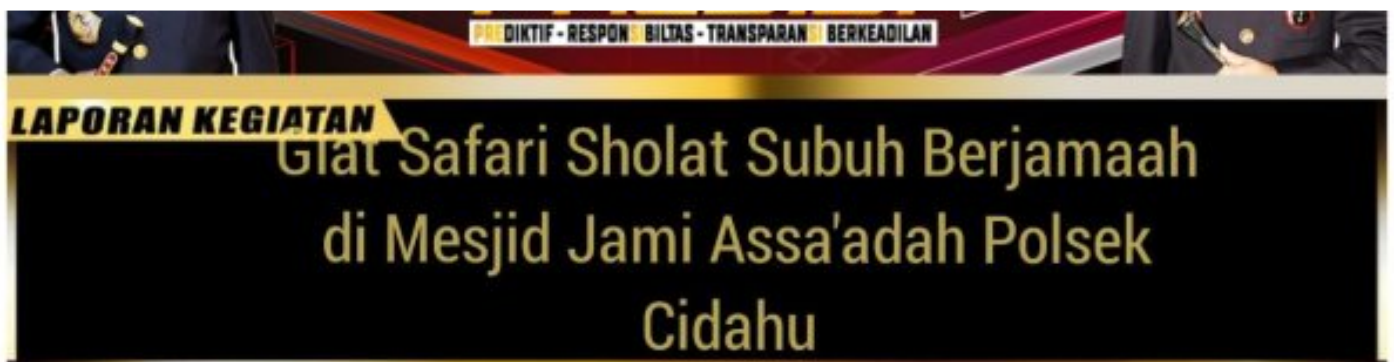 PREDIKTIF - RESPONSIBILTAS - TRANSPARANSI BERKEADILAN
LAPORAN KEGIATAN
Giat Safari Sholat Subuh Berjamaah
di Mesjid Jami Assa'adah Polsek
Cidahu